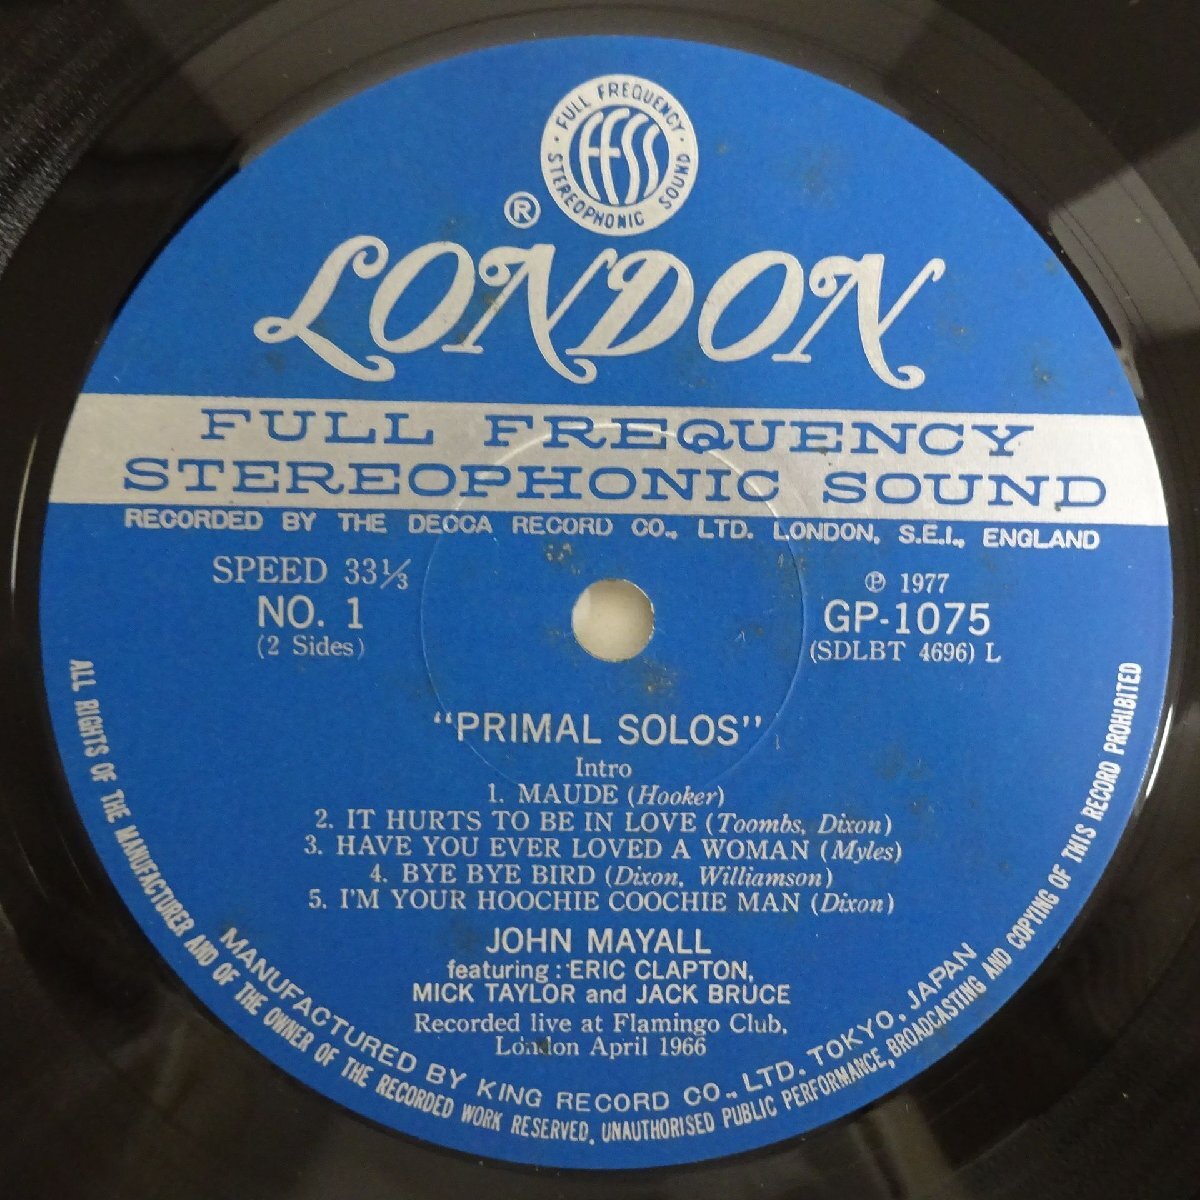 FULL FREQUENCY
ffss
STEREOPHONIC SOUND
®
LONDON
FULL FREQUENCY
STEREOPHONIC SOUND
RECORDED BY THE DECCA RECORD CO., LTD. LONDON, S.E.I., ENGLAND
SPEED 33⅓
NO. 1
(2 Sides)
℗ 1977
GP-1075
(SDLBT 4696) L
"PRIMAL SOLOS"
Intro
1. MAUDE (Hooker)
2. IT HURTS TO BE IN LOVE (Toombs, Dixon)
3. HAVE YOU EVER LOVED A WOMAN (Myles)
4. BYE BYE BIRD (Dixon, Williamson)
5. I'M YOUR HOOCHIE COOCHIE MAN (Dixon)
JOHN MAYALL
featuring: ERIC CLAPTON,
MICK TAYLOR and JACK BRUCE
Recorded live at Flamingo Club,
London April 1966
MANUFACTURED BY KING RECORD CO., LTD. TOKYO, JAPAN
ALL RIGHTS OF THE MANUFACTURER AND OF THE OWNER OF THE RECORDED WORK RESERVED. UNAUTHORISED PUBLIC PERFORMANCE, BROADCASTING AND COPYING OF THIS RECORD PROHIBITED